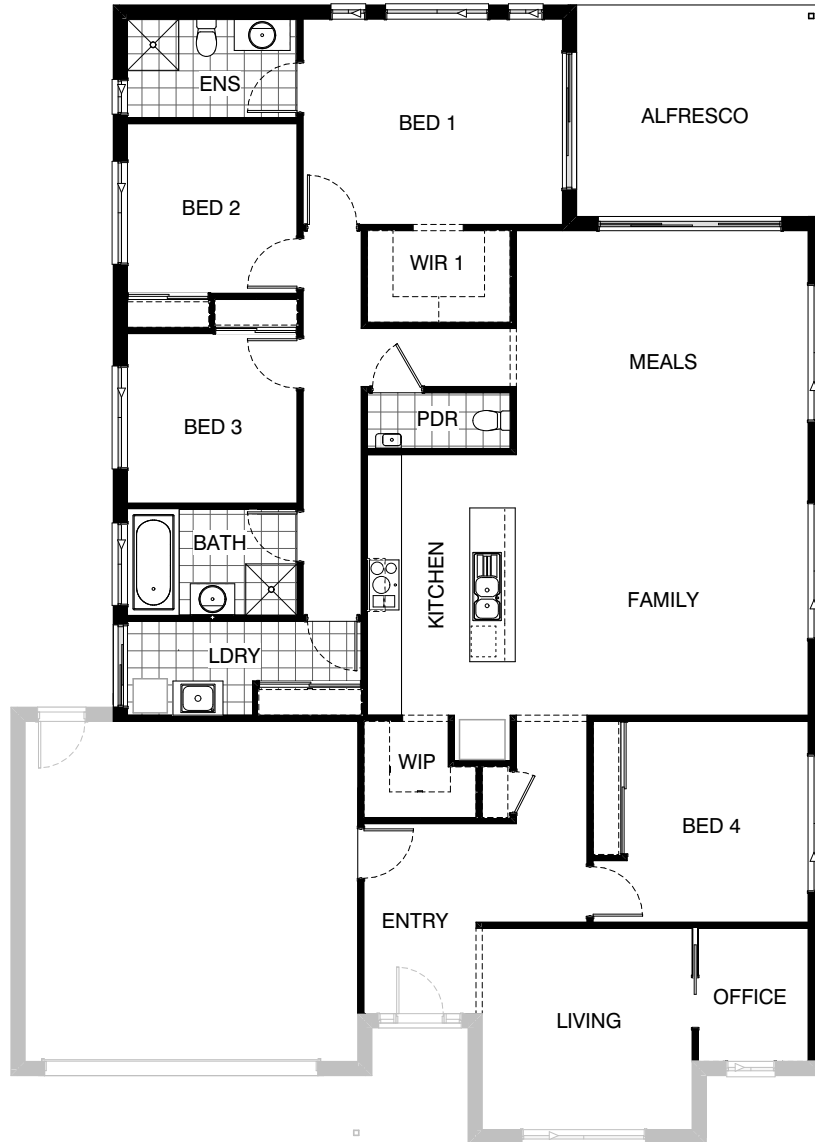 ENS
BED 1
ALFRESCO
BED 2
WIR 1
MEALS
BED 3
PDR
BATH
KITCHEN
FAMILY
LDRY
WIP
BED 4
ENTRY
OFFICE
LIVING